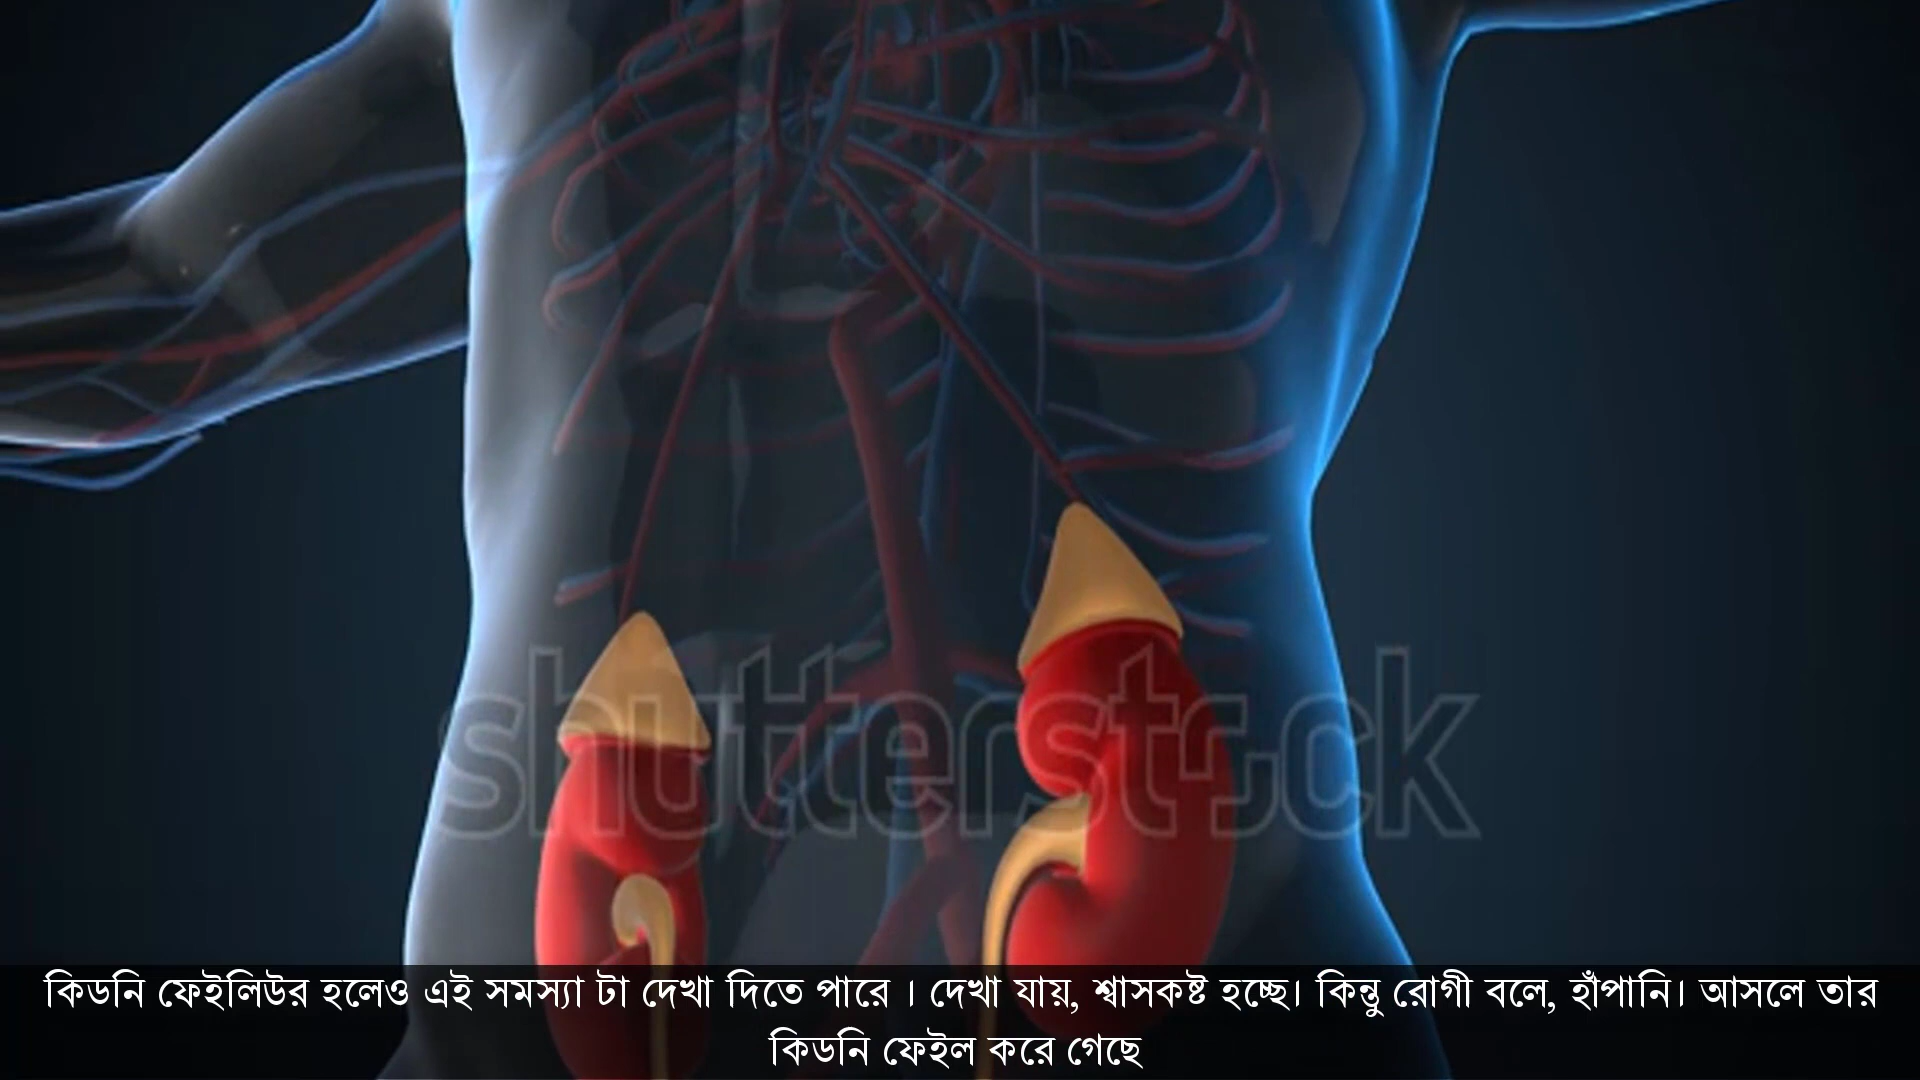 shutterstock
কিডনি ফেইলিউর হলেও এই সমস্যা টা দেখা দিতে পারে । দেখা যায়, শ্বাসকষ্ট হচ্ছে। কিন্তু রোগী বলে, হাঁপানি। আসলে তার
কিডনি ফেইল করে গেছে